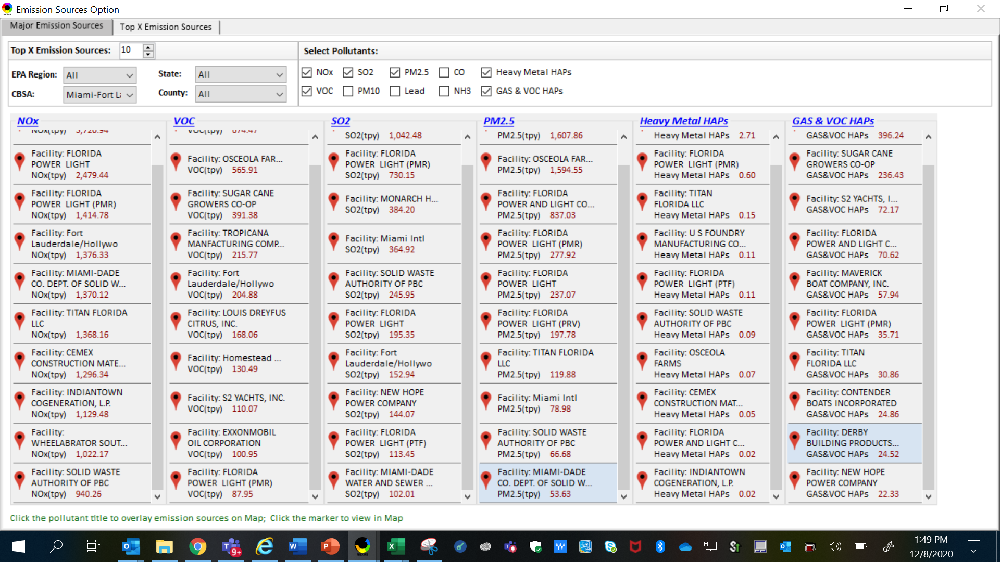 Emission Sources Option
Major Emission Sources
Top X Emission Sources
Top X Emission Sources: 10
Select Pollutants:
EPA Region: All
State: All
CBSA: Miami-Fort La
County: All
NOx SO2 PM2.5 CO Heavy Metal HAPs
VOC PM10 Lead NH3 GAS & VOC HAPs
NOx
NOx(tpy) 3,720.94
Facility: FLORIDA
POWER LIGHT
NOx(tpy) 2,479.44
Facility: FLORIDA
POWER LIGHT (PMR)
NOx(tpy) 1,414.78
Facility: Fort
Lauderdale/Hollywo
NOx(tpy) 1,376.33
Facility: MIAMI-DADE
CO. DEPT. OF SOLID W...
NOx(tpy) 1,370.12
Facility: TITAN FLORIDA
LLC
NOx(tpy) 1,368.16
Facility: CEMEX
CONSTRUCTION MATE...
NOx(tpy) 1,296.34
Facility: INDIANTOWN
COGENERATION, L.P.
NOx(tpy) 1,129.48
Facility:
WHEELABRATOR SOUT...
NOx(tpy) 1,022.17
Facility: SOLID WASTE
AUTHORITY OF PBC
NOx(tpy) 940.26
VOC
VOC(tpy) 674.47
Facility: OSCEOLA FAR...
VOC(tpy) 565.91
Facility: SUGAR CANE
GROWERS CO-OP
VOC(tpy) 391.38
Facility: TROPICANA
MANFACTURING COMP...
VOC(tpy) 215.77
Facility: Fort
Lauderdale/Hollywo
VOC(tpy) 204.88
Facility: LOUIS DREYFUS
CITRUS, INC.
VOC(tpy) 168.06
Facility: Homestead ...
VOC(tpy) 130.49
Facility: S2 YACHTS, INC.
VOC(tpy) 110.07
Facility: EXXONMOBIL
OIL CORPORATION
VOC(tpy) 100.95
Facility: FLORIDA
POWER LIGHT (PMR)
VOC(tpy) 87.95
SO2
SO2(tpy) 1,042.48
Facility: FLORIDA
POWER LIGHT (PMR)
SO2(tpy) 730.15
Facility: MONARCH H...
SO2(tpy) 384.20
Facility: Miami Intl
SO2(tpy) 364.92
Facility: SOLID WASTE
AUTHORITY OF PBC
SO2(tpy) 245.95
Facility: FLORIDA
POWER LIGHT
SO2(tpy) 195.35
Facility: Fort
Lauderdale/Hollywo
SO2(tpy) 152.94
Facility: NEW HOPE
POWER COMPANY
SO2(tpy) 144.07
Facility: FLORIDA
POWER LIGHT (PTF)
SO2(tpy) 113.45
Facility: MIAMI-DADE
WATER AND SEWER ...
SO2(tpy) 102.01
PM2.5
PM2.5(tpy) 1,607.86
Facility: OSCEOLA FAR...
PM2.5(tpy) 1,594.55
Facility: FLORIDA
POWER AND LIGHT CO...
PM2.5(tpy) 837.03
Facility: FLORIDA
POWER LIGHT (PMR)
PM2.5(tpy) 277.92
Facility: FLORIDA
POWER LIGHT
PM2.5(tpy) 237.07
Facility: FLORIDA
POWER LIGHT (PRV)
PM2.5(tpy) 197.78
Facility: TITAN FLORIDA
LLC
PM2.5(tpy) 119.88
Facility: Miami Intl
PM2.5(tpy) 78.98
Facility: SOLID WASTE
AUTHORITY OF PBC
PM2.5(tpy) 66.68
Facility: MIAMI-DADE
CO. DEPT. OF SOLID W...
PM2.5(tpy) 53.63
Heavy Metal HAPs
Heavy Metal HAPs 2.71
Facility: FLORIDA
POWER LIGHT (PMR)
Heavy Metal HAPs 0.60
Facility: TITAN
FLORIDA LLC
Heavy Metal HAPs 0.15
Facility: U S FOUNDRY
MANUFACTURING CO...
Heavy Metal HAPs 0.11
Facility: FLORIDA
POWER LIGHT (PTF)
Heavy Metal HAPs 0.11
Facility: SOLID WASTE
AUTHORITY OF PBC
Heavy Metal HAPs 0.09
Facility: OSCEOLA
FARMS
Heavy Metal HAPs 0.07
Facility: CEMEX
CONSTRUCTION MAT...
Heavy Metal HAPs 0.05
Facility: FLORIDA
POWER AND LIGHT C...
Heavy Metal HAPs 0.02
Facility: INDIANTOWN
COGENERATION, L.P.
Heavy Metal HAPs 0.02
GAS & VOC HAPs
GAS&VOC HAPs 396.24
Facility: SUGAR CANE
GROWERS CO-OP
GAS&VOC HAPs 236.43
Facility: S2 YACHTS, I...
GAS&VOC HAPs 72.17
Facility: FLORIDA
POWER AND LIGHT C...
GAS&VOC HAPs 70.62
Facility: MAVERICK
BOAT COMPANY, INC.
GAS&VOC HAPs 57.94
Facility: FLORIDA
POWER LIGHT (PMR)
GAS&VOC HAPs 35.71
Facility: TITAN
FLORIDA LLC
GAS&VOC HAPs 30.86
Facility: CONTENDER
BOATS INCORPORATED
GAS&VOC HAPs 24.86
Facility: DERBY
BUILDING PRODUCTS...
GAS&VOC HAPs 24.52
Facility: NEW HOPE
POWER COMPANY
GAS&VOC HAPs 22.33
Click the pollutant title to overlay emission sources on Map; Click the marker to view in Map
9+
1:49 PM
12/8/2020